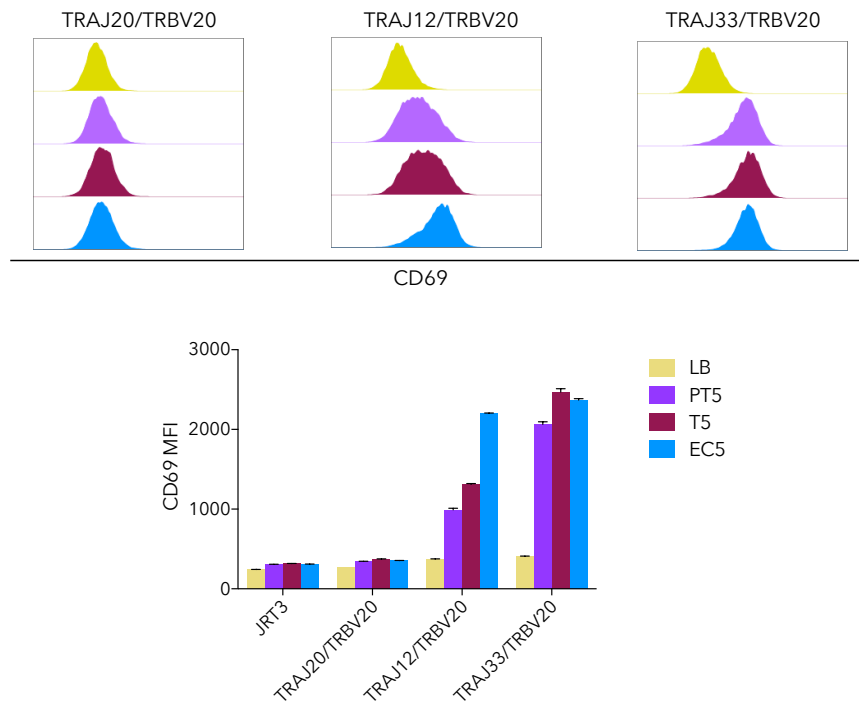 TRAJ20/TRBV20 TRAJ12/TRBV20 TRAJ33/TRBV20
CD69
3000
2000
1000
0
CD69 MFI
JRT3
TRAJ20/TRBV20
TRAJ12/TRBV20
TRAJ33/TRBV20
LB
PT5
T5
EC5